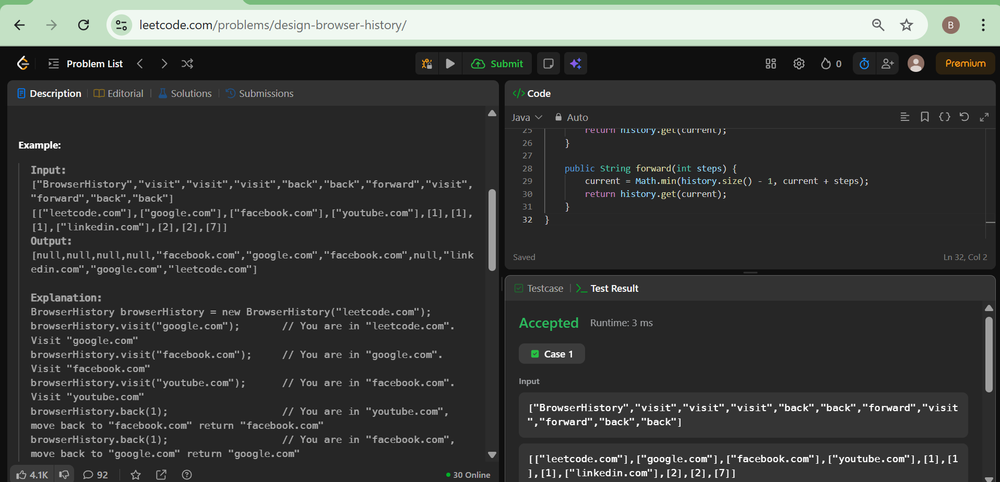 leetcode.com/problems/design-browser-history/
B
Problem List
Submit
0
Premium
Description
Editorial
Solutions
Submissions
Example:
Input:
["BrowserHistory","visit","visit","visit","back","back","forward","visit",
"forward","back","back"]
[["leetcode.com"],["google.com"],["facebook.com"],["youtube.com"],[1],[1],
[1],["linkedin.com"],[2],[2],[7]]
Output:
[null,null,null,null,"facebook.com","google.com","facebook.com",null,"link
edin.com","google.com","leetcode.com"]
Explanation:
BrowserHistory browserHistory = new BrowserHistory("leetcode.com");
browserHistory.visit("google.com");       // You are in "leetcode.com".
Visit "google.com"
browserHistory.visit("facebook.com");     // You are in "google.com".
Visit "facebook.com"
browserHistory.visit("youtube.com");      // You are in "facebook.com".
Visit "youtube.com"
browserHistory.back(1);                   // You are in "youtube.com",
move back to "facebook.com" return "facebook.com"
browserHistory.back(1);                   // You are in "facebook.com",
move back to "google.com" return "google.com"
4.1K
92
30 Online
</> Code
Java
Auto
25 return history.get(current);
26 }
27
28 public String forward(int steps) {
29 current = Math.min(history.size() - 1, current + steps);
30 return history.get(current);
31 }
32 }
Saved
Ln 32, Col 2
Testcase
Test Result
Accepted
Runtime: 3 ms
Case 1
Input
["BrowserHistory","visit","visit","visit","back","back","forward","visit
","forward","back","back"]
[["leetcode.com"],["google.com"],["facebook.com"],["youtube.com"],[1],[1
],[1],["linkedin.com"],[2],[2],[7]]